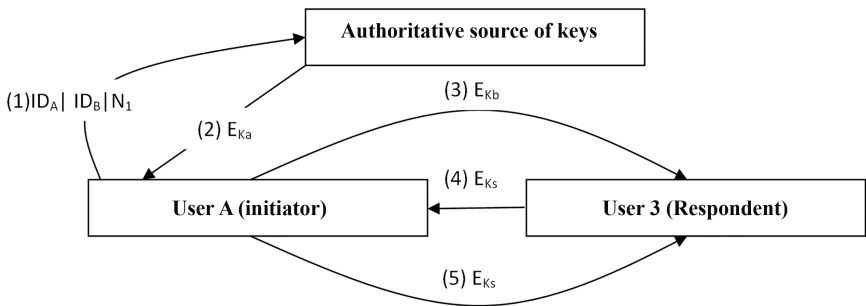 Authoritative source of keys
(1)IDA| IDB|N1
(2) EKa
(3) EKb
(4) EKs
User A (initiator)
User 3 (Respondent)
(5) EKs